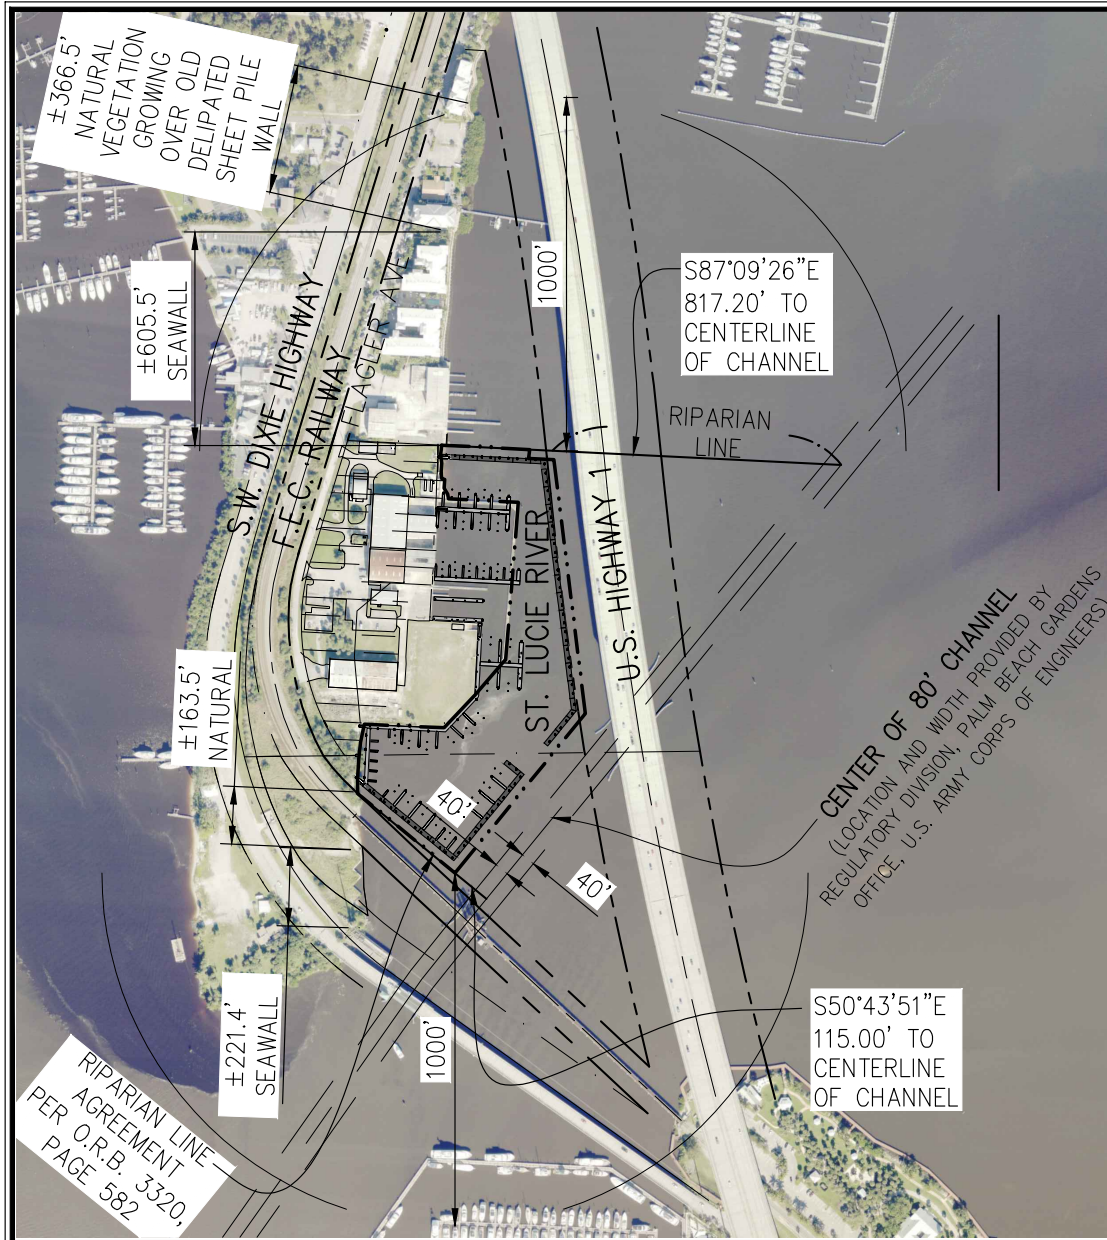 ±366.5'
NATURAL
VEGETATION
GROWING
OVER OLD
DELIPATED
SHEET PILE
WALL
±605.5'
SEAWALL
S.W. DIXIE HIGHWAY
F.E.C. RAILWAY
FLAGLER AVE
1000'
S87°09'26"E
817.20' TO
CENTERLINE
OF CHANNEL
RIPARIAN
LINE
ST. LUCIE RIVER
U.S. HIGHWAY 1
±163.5'
NATURAL
40'
40'
CENTER OF 80' CHANNEL
(LOCATION AND WIDTH PROVIDED BY
REGULATORY DIVISION, PALM BEACH GARDENS
OFFICE, U.S. ARMY CORPS OF ENGINEERS)
±221.4'
SEAWALL
1000'
S50°43'51"E
115.00' TO
CENTERLINE
OF CHANNEL
RIPARIAN LINE
AGREEMENT
PER O.R.B. 3320,
PAGE 582